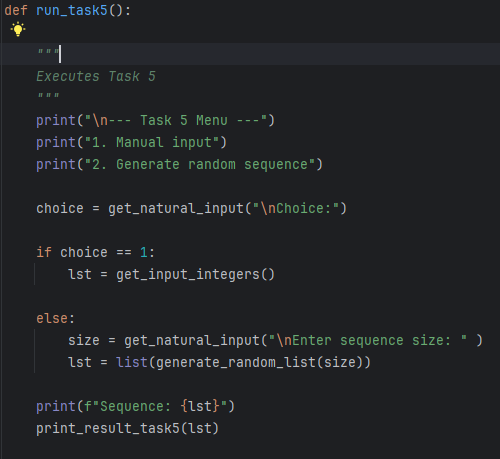 def run_task5():
"""
Executes Task 5
"""
print("\n--- Task 5 Menu ---")
print("1. Manual input")
print("2. Generate random sequence")
choice = get_natural_input("\nChoice:")
if choice == 1:
lst = get_input_integers()
else:
size = get_natural_input("\nEnter sequence size: " )
lst = list(generate_random_list(size))
print(f"Sequence: {lst}")
print_result_task5(lst)